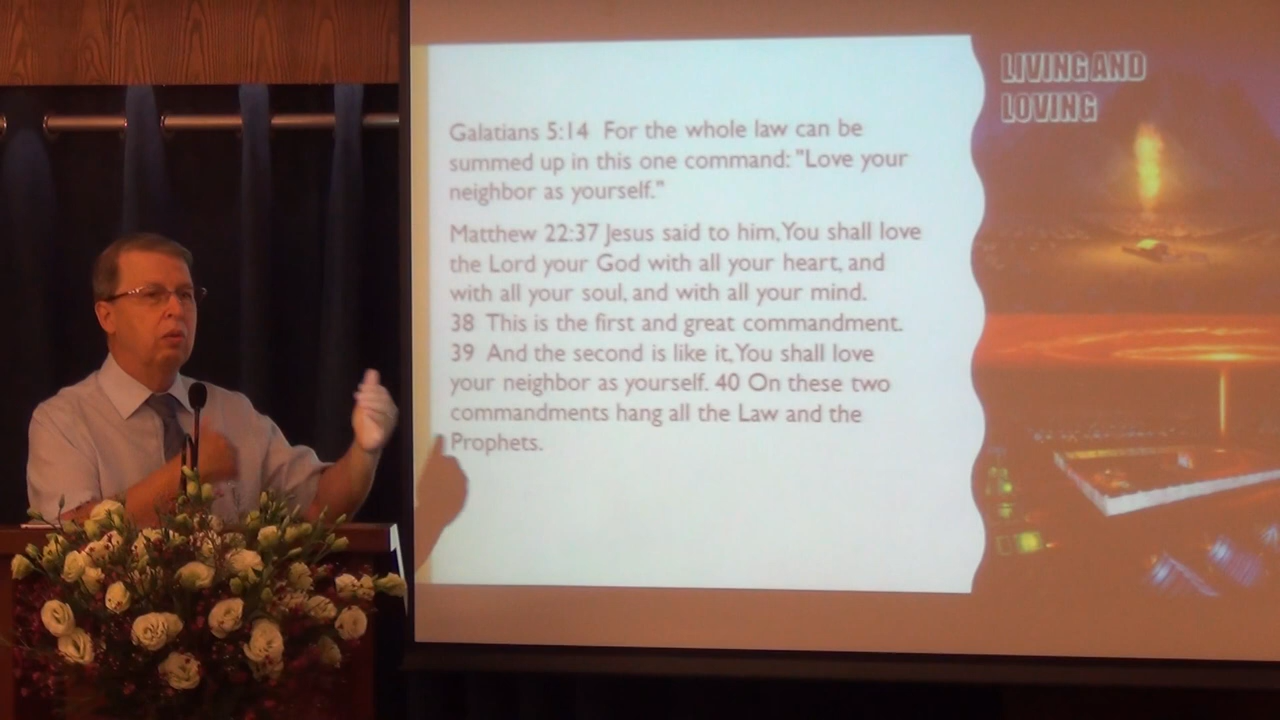 Galatians 5:14 For the whole law can be
summed up in this one command: "Love your
neighbor as yourself."
Matthew 22:37 Jesus said to him, You shall love
the Lord your God with all your heart, and
with all your soul, and with all your mind.
38 This is the first and great commandment.
39 And the second is like it, You shall love
your neighbor as yourself. 40 On these two
commandments hang all the Law and the
Prophets.
LIVING AND
LOVING